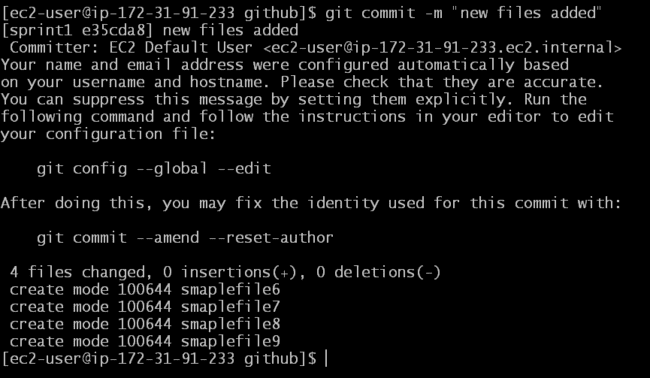 [ec2-user@ip-172-31-91-233 github]$ git commit -m "new files added"
[sprint1 e35cda8] new files added
Committer: EC2 Default User <ec2-user@ip-172-31-91-233.ec2.internal>
Your name and email address were configured automatically based
on your username and hostname. Please check that they are accurate.
You can suppress this message by setting them explicitly. Run the
following command and follow the instructions in your editor to edit
your configuration file:
git config --global --edit
After doing this, you may fix the identity used for this commit with:
git commit --amend --reset-author
4 files changed, 0 insertions(+), 0 deletions(-)
create mode 100644 smaplefile6
create mode 100644 smaplefile7
create mode 100644 smaplefile8
create mode 100644 smaplefile9
[ec2-user@ip-172-31-91-233 github]$